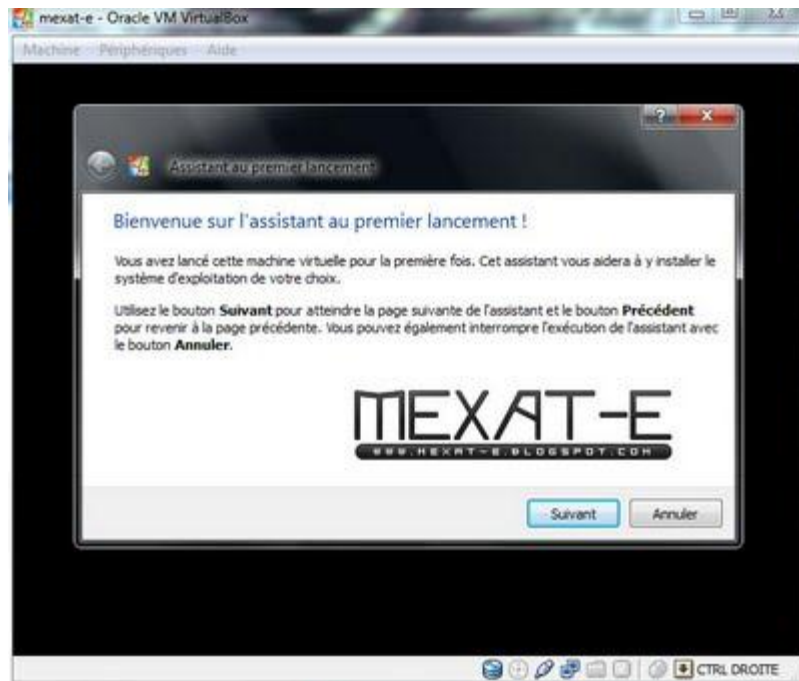 mexat-e - Oracle VM VirtualBox
Machine Périphériques Aide
Assistant au premier lancement
Bienvenue sur l'assistant au premier lancement !
Vous avez lancé cette machine virtuelle pour la première fois. Cet assistant vous aidera à y installer le
système d'exploitation de votre choix.
Utilisez le bouton Suivant pour atteindre la page suivante de l'assistant et le bouton Précédent
pour revenir à la page précédente. Vous pouvez également interrompre l'exécution de l'assistant avec
le bouton Annuler.
MEXAT-E
WWW.MEXAT-E.BLOGSPOT.COM
Suivant Annuler
CTRL DROITE